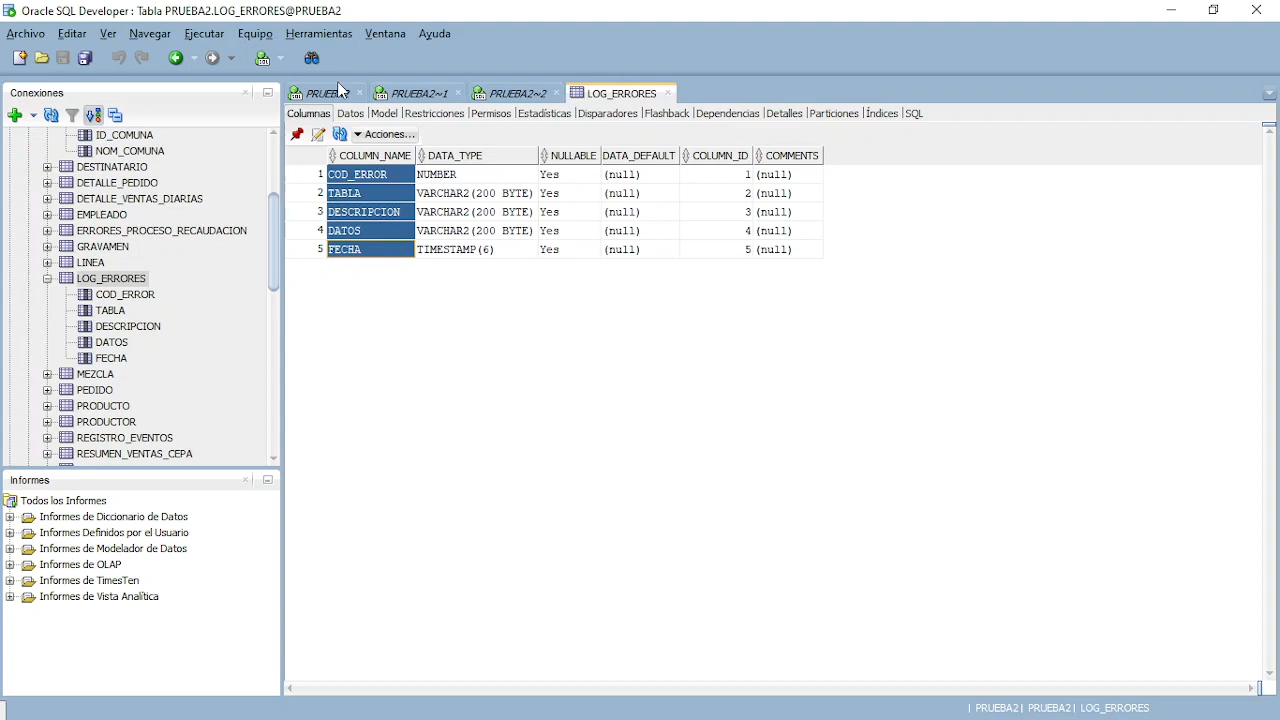 Oracle SQL Developer : Tabla PRUEBA2.LOG_ERRORES@PRUEBA2
Archivo Editar Ver Navegar Ejecutar Equipo Herramientas Ventana Ayuda
Conexiones
ID_COMUNA
NOM_COMUNA
DESTINATARIO
DETALLE_PEDIDO
DETALLE_VENTAS_DIARIAS
EMPLEADO
ERRORES_PROCESO_RECAUDACION
GRAVAMEN
LINEA
LOG_ERRORES
COD_ERROR
TABLA
DESCRIPCION
DATOS
FECHA
MEZCLA
PEDIDO
PRODUCTO
PRODUCTOR
REGISTRO_EVENTOS
RESUMEN_VENTAS_CEPA
Informes
Todos los Informes
Informes de Diccionario de Datos
Informes Definidos por el Usuario
Informes de Modelador de Datos
Informes de OLAP
Informes de TimesTen
Informes de Vista Analítica
PRUEBA2~1 PRUEBA2~2 LOG_ERRORES
Columnas Datos Model Restricciones Permisos Estadísticas Disparadores Flashback Dependencias Detalles Partitions Índices SQL
Acciones...
COLUMN_NAME DATA_TYPE NULLABLE DATA_DEFAULT COLUMN_ID COMMENTS
1 COD_ERROR NUMBER Yes (null) 1 (null)
2 TABLA VARCHAR2(200 BYTE) Yes (null) 2 (null)
3 DESCRIPCION VARCHAR2(200 BYTE) Yes (null) 3 (null)
4 DATOS VARCHAR2(200 BYTE) Yes (null) 4 (null)
5 FECHA TIMESTAMP(6) Yes (null) 5 (null)
| PRUEBA2 | PRUEBA2 | LOG_ERRORES